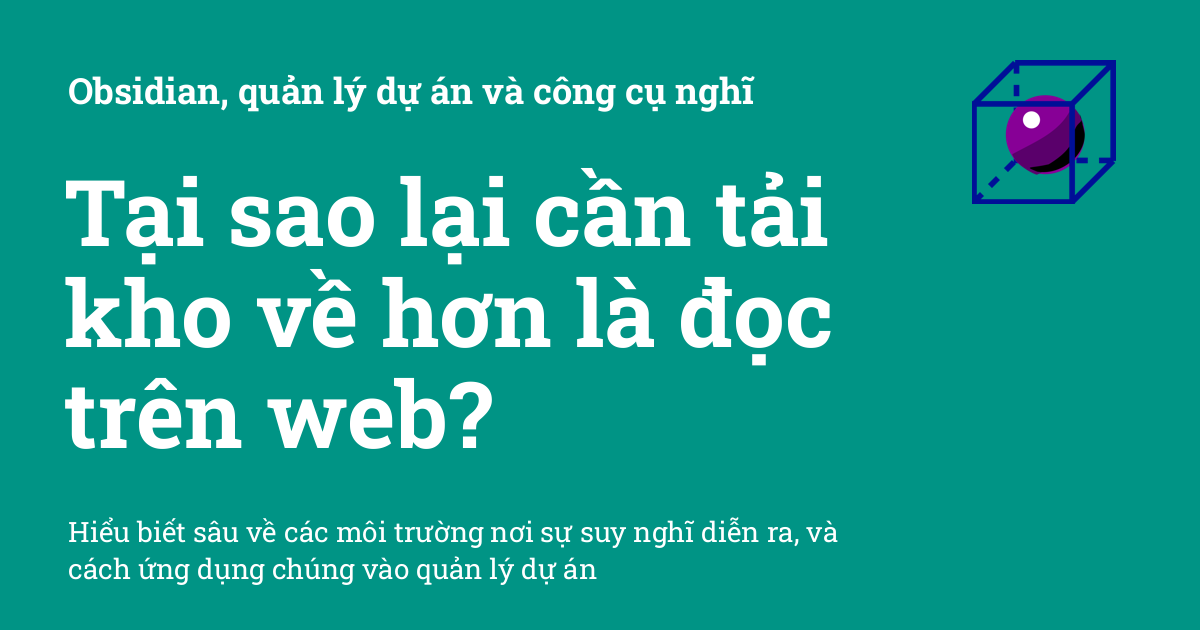 Obsidian, quản lý dự án và công cụ nghĩ
Tại sao lại cần tải
kho về hơn là đọc
trên web?
Hiểu biết sâu về các môi trường nơi sự suy nghĩ diễn ra, và
cách ứng dụng chúng vào quản lý dự án